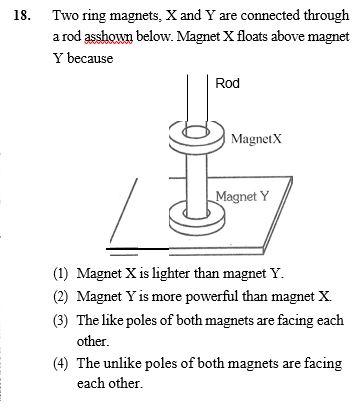 18. Two ring magnets, X and Y are connected through
a rod asshown below. Magnet X floats above magnet
Y because
Rod
MagnetX
Magnet Y
(1) Magnet X is lighter than magnet Y.
(2) Magnet Y is more powerful than magnet X.
(3) The like poles of both magnets are facing each
other.
(4) The unlike poles of both magnets are facing
each other.